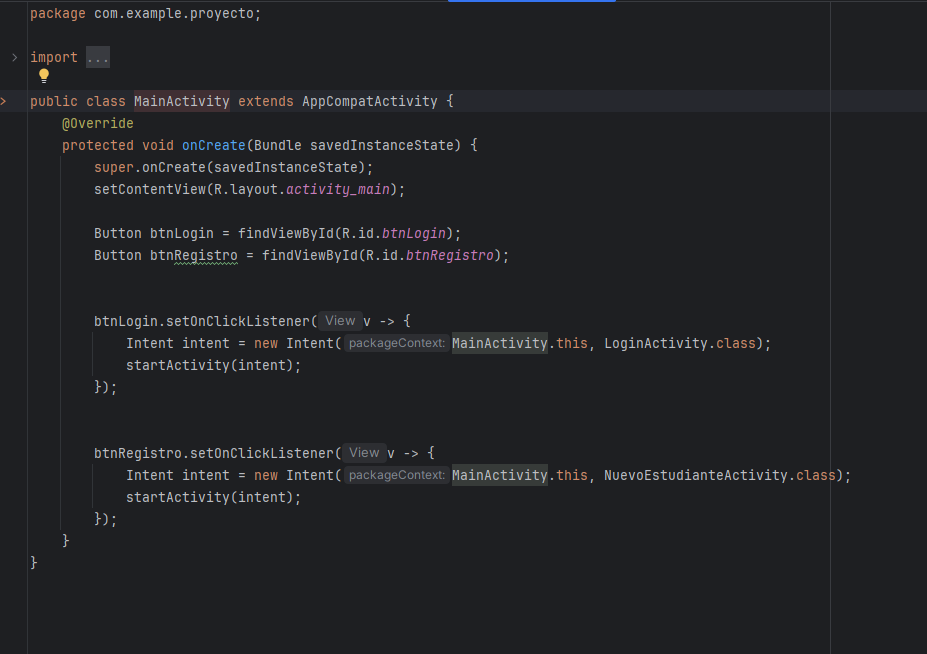 package com.example.proyecto;
import ...
public class MainActivity extends AppCompatActivity {
@Override
protected void onCreate(Bundle savedInstanceState) {
super.onCreate(savedInstanceState);
setContentView(R.layout.activity_main);
Button btnLogin = findViewById(R.id.btnLogin);
Button btnRegistro = findViewById(R.id.btnRegistro);
btnLogin.setOnClickListener( View v -> {
Intent intent = new Intent( packageContext: MainActivity.this, LoginActivity.class);
startActivity(intent);
});
btnRegistro.setOnClickListener( View v -> {
Intent intent = new Intent( packageContext: MainActivity.this, NuevoEstudianteActivity.class);
startActivity(intent);
});
}
}